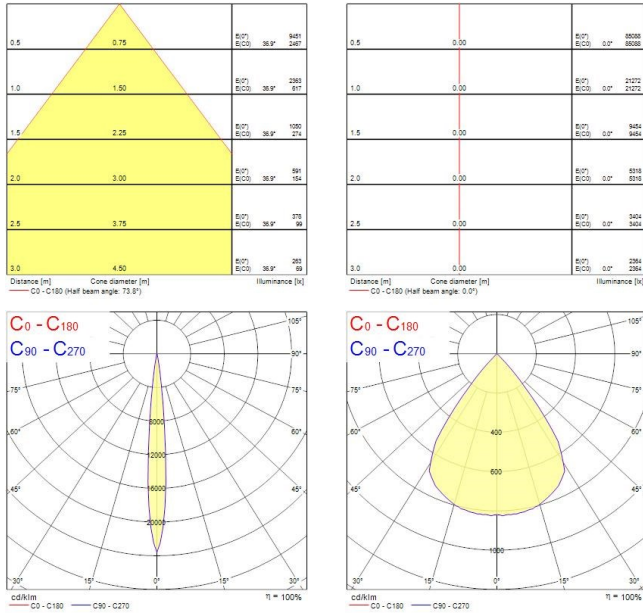 0.5 0.75 E(0°) 9451
E(C0) 36.9° 2467
1.0 1.50 E(0°) 2363
E(C0) 36.9° 617
1.5 2.25 E(0°) 1050
E(C0) 36.9° 274
2.0 3.00 E(0°) 591
E(C0) 36.9° 154
2.5 3.75 E(0°) 378
E(C0) 36.9° 99
3.0 4.50 E(0°) 263
E(C0) 36.9° 69
Distance [m] Cone diameter [m] Illuminance [lx]
C0 - C180 (Half beam angle: 73.8°)
0.5 0.00 E(0°) 85088
E(C0) 0.0° 85088
1.0 0.00 E(0°) 21272
E(C0) 0.0° 21272
1.5 0.00 E(0°) 9454
E(C0) 0.0° 9454
2.0 0.00 E(0°) 5318
E(C0) 0.0° 5318
2.5 0.00 E(0°) 3404
E(C0) 0.0° 3404
3.0 0.00 E(0°) 2364
E(C0) 0.0° 2364
Distance [m] Cone diameter [m] Illuminance [lx]
C0 - C180 (Half beam angle: 0.0°)
C0 - C180
C90 - C270
105°
90°
75° 75°
60° 60°
45° 45°
30° 15° 0° 15° 30°
8000
12000
16000
20000
cd/klm η = 100%
C0 - C180 C90 - C270
C0 - C180
C90 - C270
105°
90°
75° 75°
60° 60°
45° 45°
400
600
1000
30° 15° 0° 15° 30°
cd/klm η = 100%
C0 - C180 C90 - C270